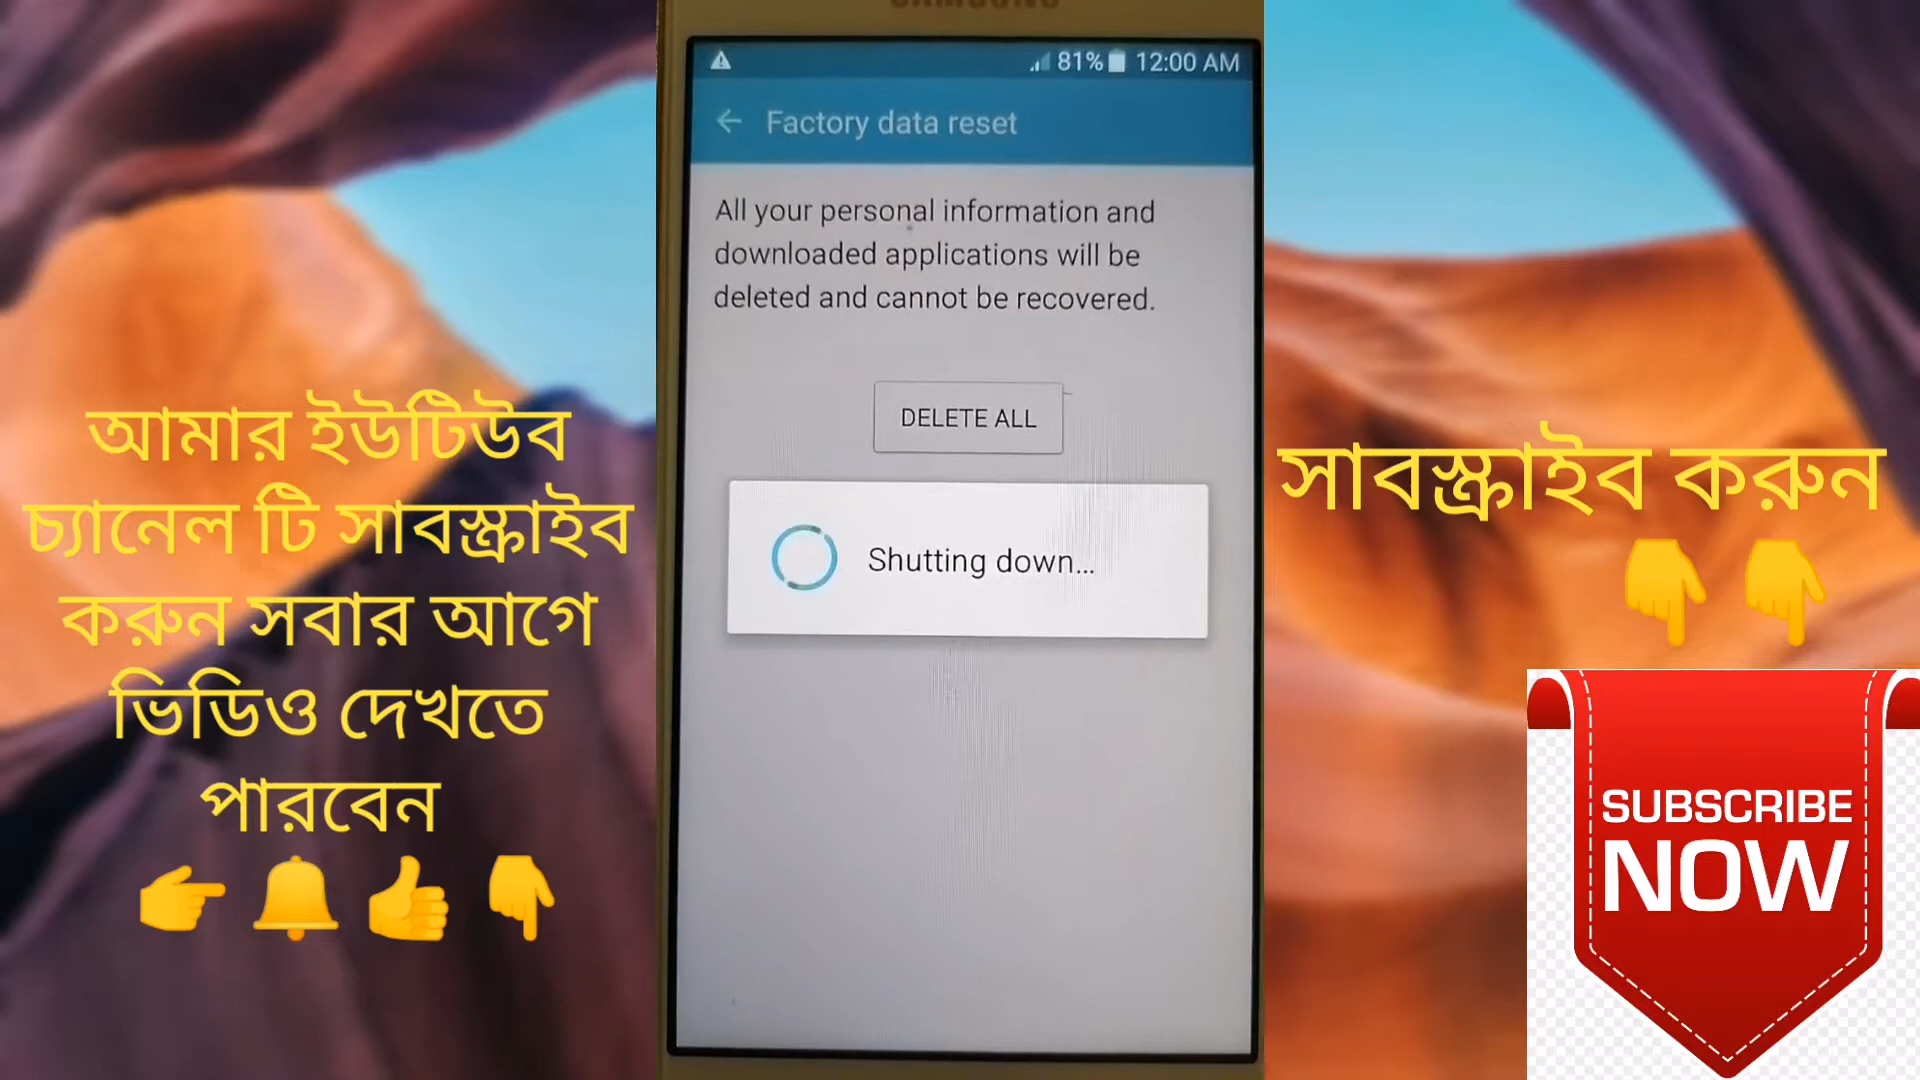 আমার ইউটিউব
চ্যানেল টি সাবস্ক্রাইব
করুন সবার আগে
ভিডিও দেখতে
পারবেন
SAMSUNG
81% 12:00 AM
Factory data reset
All your personal information and
downloaded applications will be
deleted and cannot be recovered.
DELETE ALL
Shutting down...
সাবস্ক্রাইব করুন
SUBSCRIBE
NOW